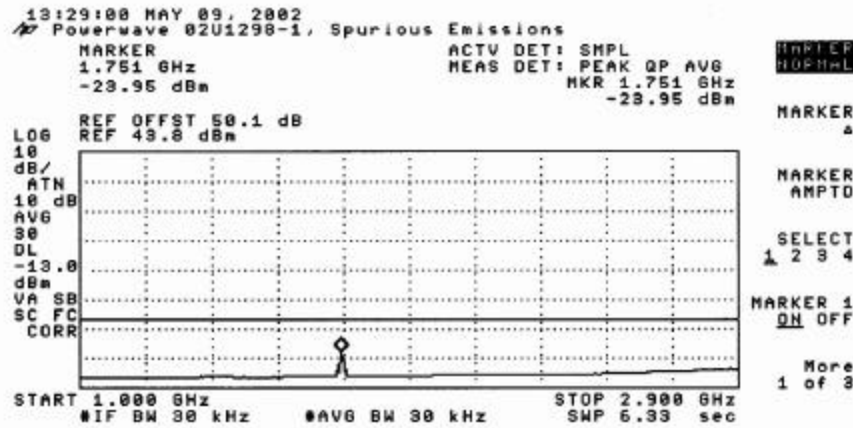 13:29:00 MAY 09, 2002
hp Powerwave 02U1298-1, Spurious Emissions
MARKER
1.751 GHz
-23.95 dBm
ACTV DET: SMPL
MEAS DET: PEAK QP AVG
MKR 1.751 GHz
-23.95 dBm
REF OFFST 50.1 dB
LOG REF 43.8 dBm
10
dB/
ATN
10 dB
AVG
30
DL
-13.0
dBm
VA SB
SC FC
CORR
START 1.000 GHz
STOP 2.900 GHz
#IF BW 30 kHz #AVG BW 30 kHz SWP 6.33 sec
MARKER
NORMAL
MARKER
Δ
MARKER
AMPTD
SELECT
1 2 3 4
MARKER 1
ON OFF
More
1 of 3